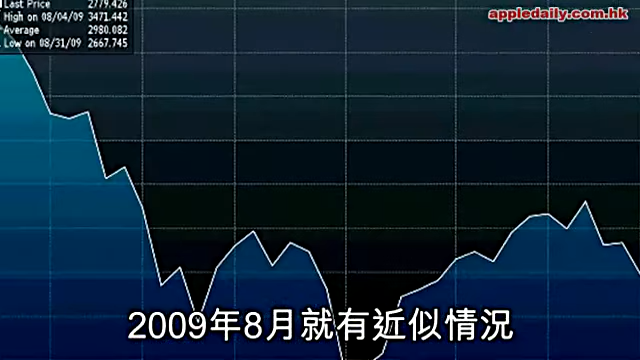 Last Price 2779.426
High on 08/04/09 3471.442
Average 2980.082
Low on 08/31/09 2667.745
appledaily.com.hk
2009年8月就有近似情況